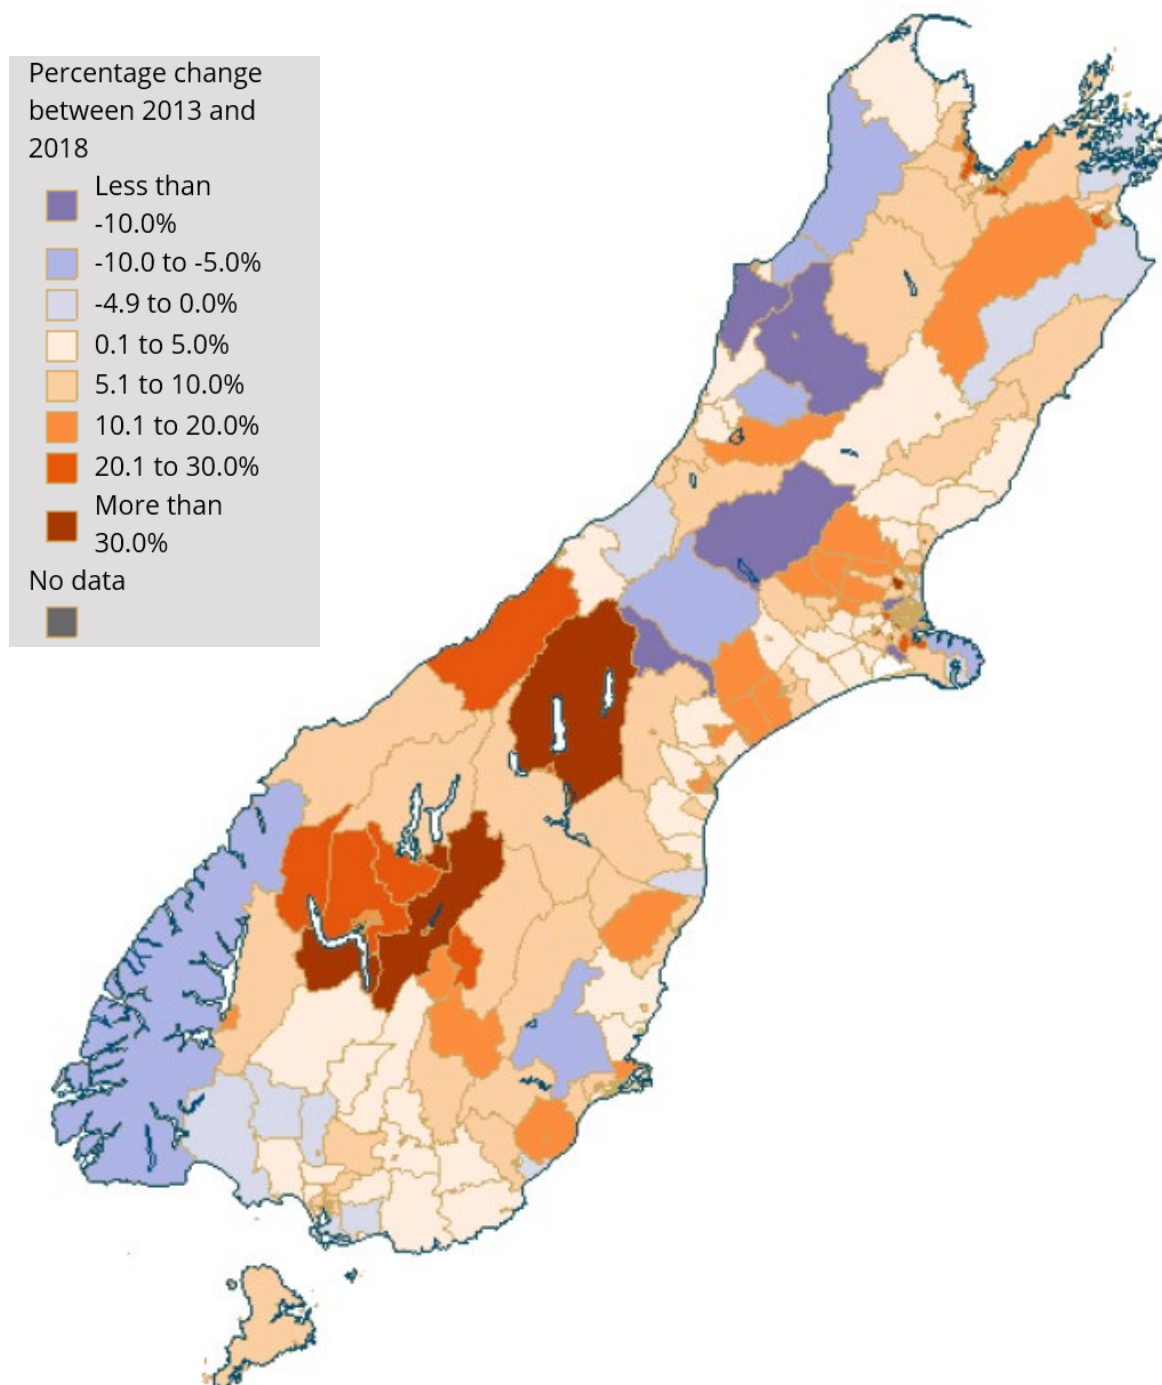 Percentage change
between 2013 and
2018
Less than
-10.0%
-10.0 to -5.0%
-4.9 to 0.0%
0.1 to 5.0%
5.1 to 10.0%
10.1 to 20.0%
20.1 to 30.0%
More than
30.0%
No data